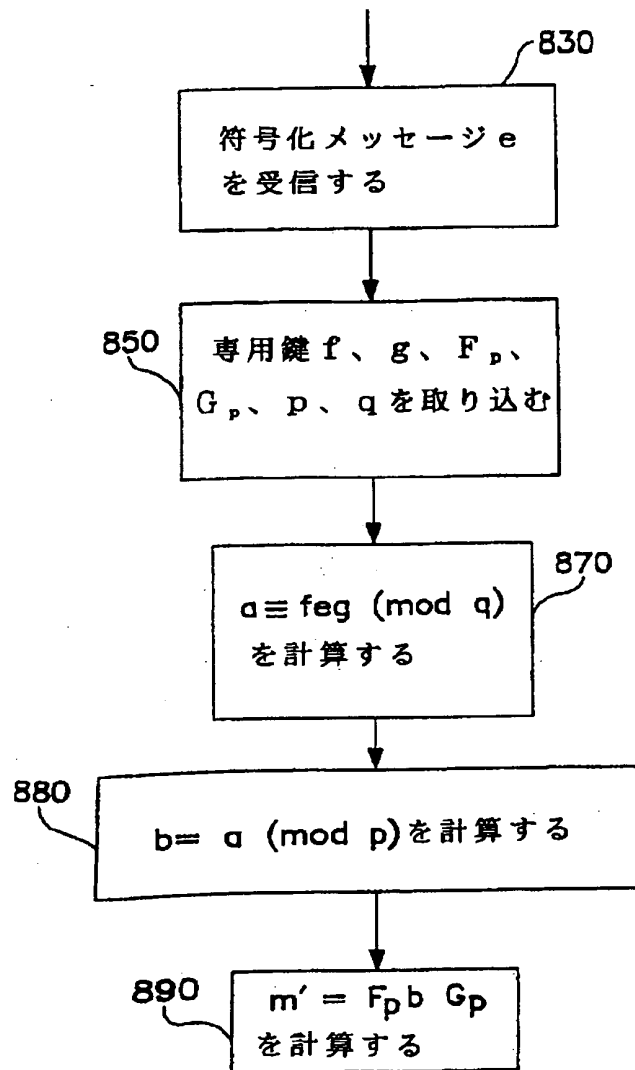 830
符号化メッセージe
を受信する
850
専用鍵f、g、Fₚ、
Gₚ、p、qを取り込む
870
a≡feg (mod q)
を計算する
880
b= a (mod p)を計算する
890
m' = Fₚb Gₚ
を計算する